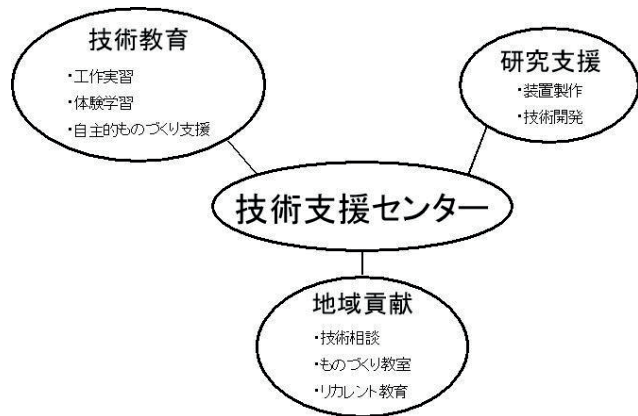 技術教育
・工作実習
・体験学習
・自主的ものづくり支援
研究支援
・装置製作
・技術開発
技術支援センター
地域貢献
・技術相談
・ものづくり教室
・リカレント教育